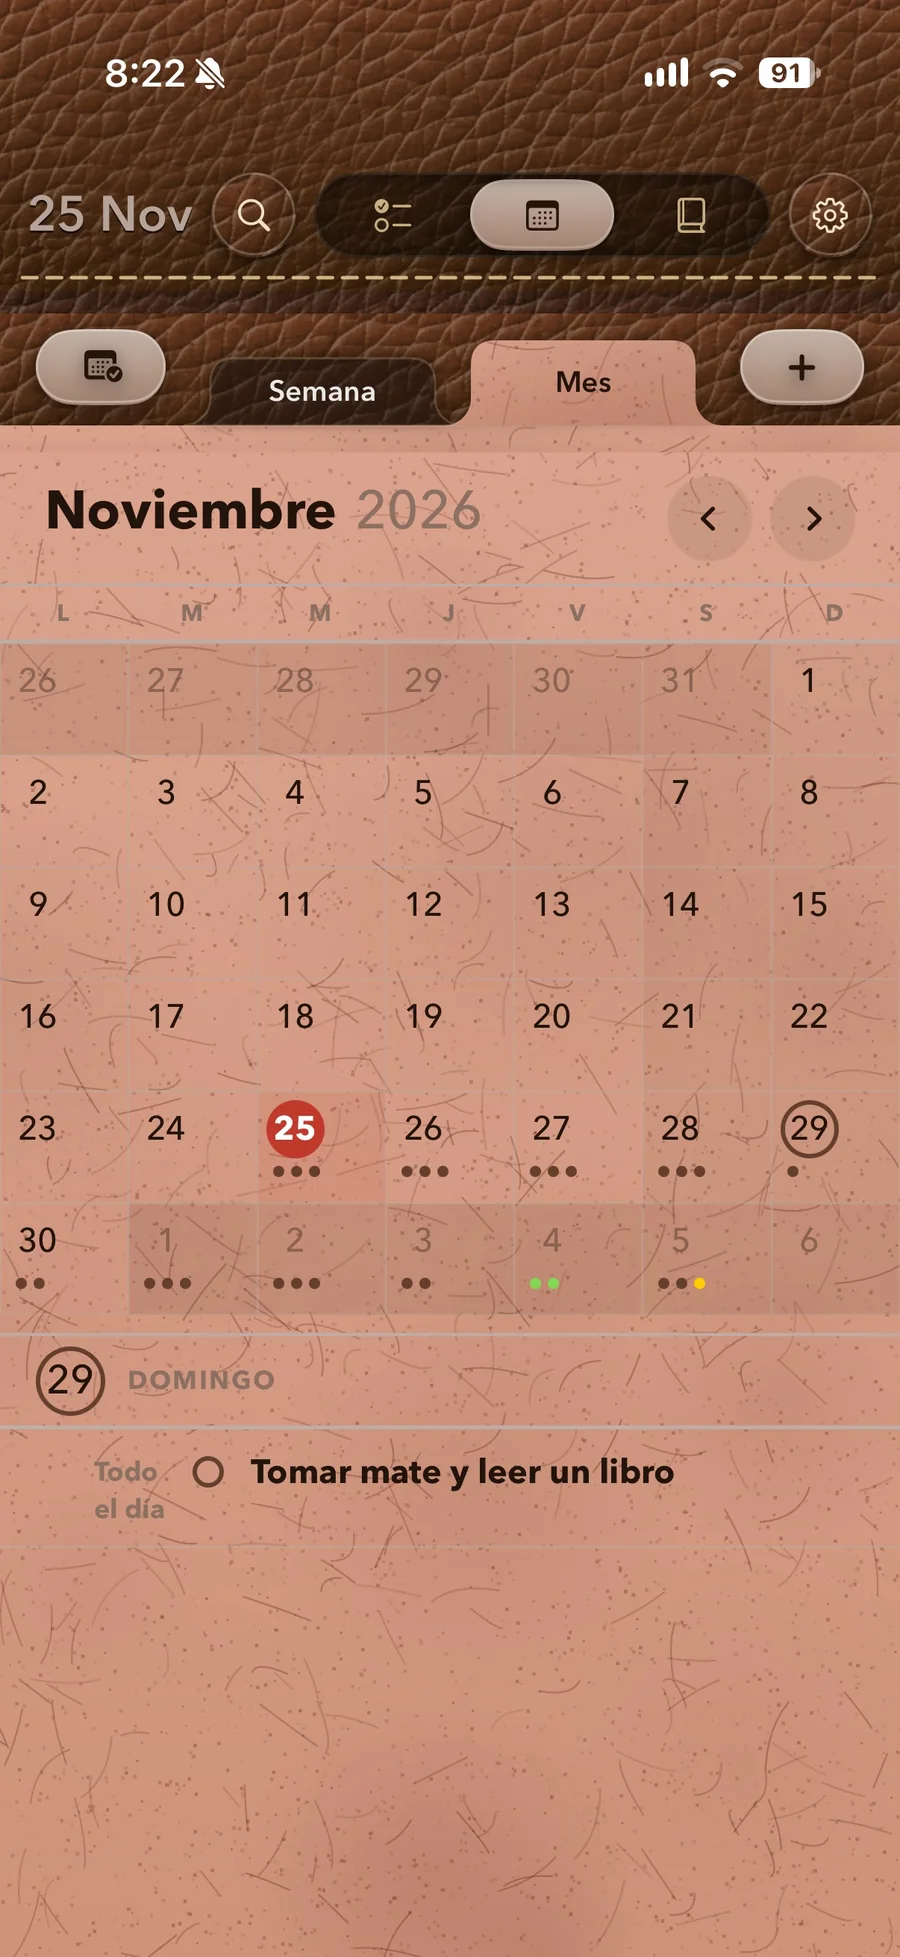 8:22
91
25 Nov
Semana
Mes
Noviembre 2026
L M M J V S D
26 27 28 29 30 31 1
2 3 4 5 6 7 8
9 10 11 12 13 14 15
16 17 18 19 20 21 22
23 24 25 26 27 28 29
30 1 2 3 4 5 6
29 DOMINGO
Todo el día
Tomar mate y leer un libro